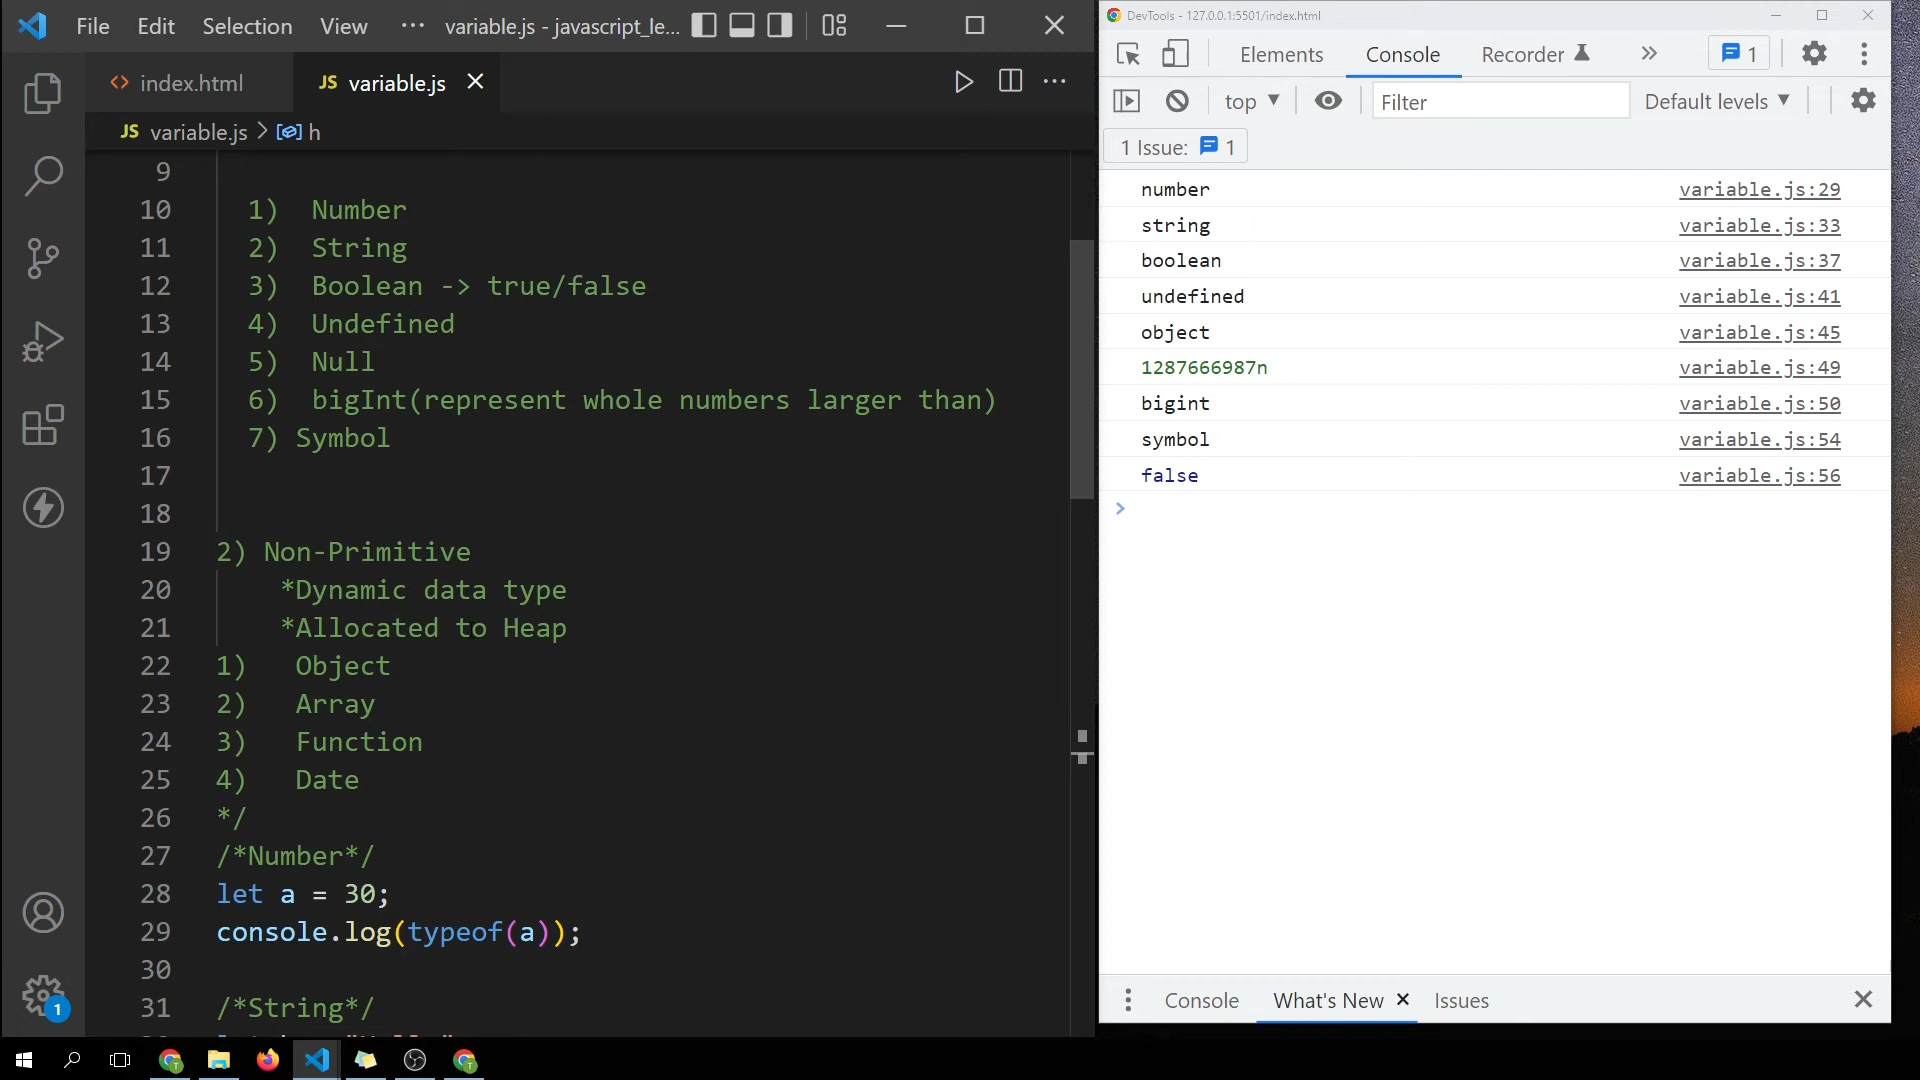 File Edit Selection View ··· variable.js - javascript_le...
index.html JS variable.js
JS variable.js > h
9
10 1) Number
11 2) String
12 3) Boolean -> true/false
13 4) Undefined
14 5) Null
15 6) bigInt(represent whole numbers larger than)
16 7) Symbol
17
18
19 2) Non-Primitive
20 *Dynamic data type
21 *Allocated to Heap
22 1) Object
23 2) Array
24 3) Function
25 4) Date
26 */
27 /*Number*/
28 let a = 30;
29 console.log(typeof(a));
30
31 /*String*/
1
DevTools - 127.0.0.1:5501/index.html
Elements Console Recorder 1
top Filter Default levels
1 Issue: 1
number variable.js:29
string variable.js:33
boolean variable.js:37
undefined variable.js:41
object variable.js:45
1287666987n variable.js:49
bigint variable.js:50
symbol variable.js:54
false variable.js:56
Console What's New Issues